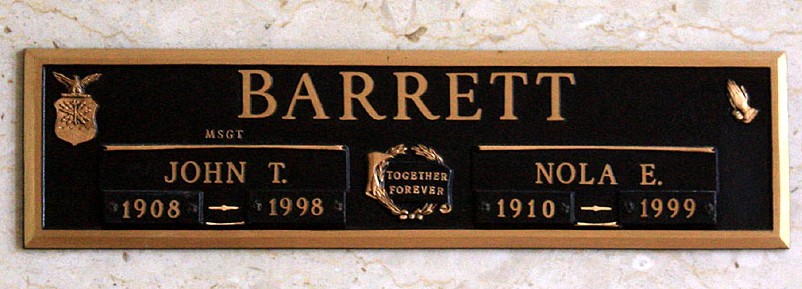 BARRETT
MSGT
JOHN T.
1908 – 1998
TOGETHER
FOREVER
NOLA E.
1910 – 1999